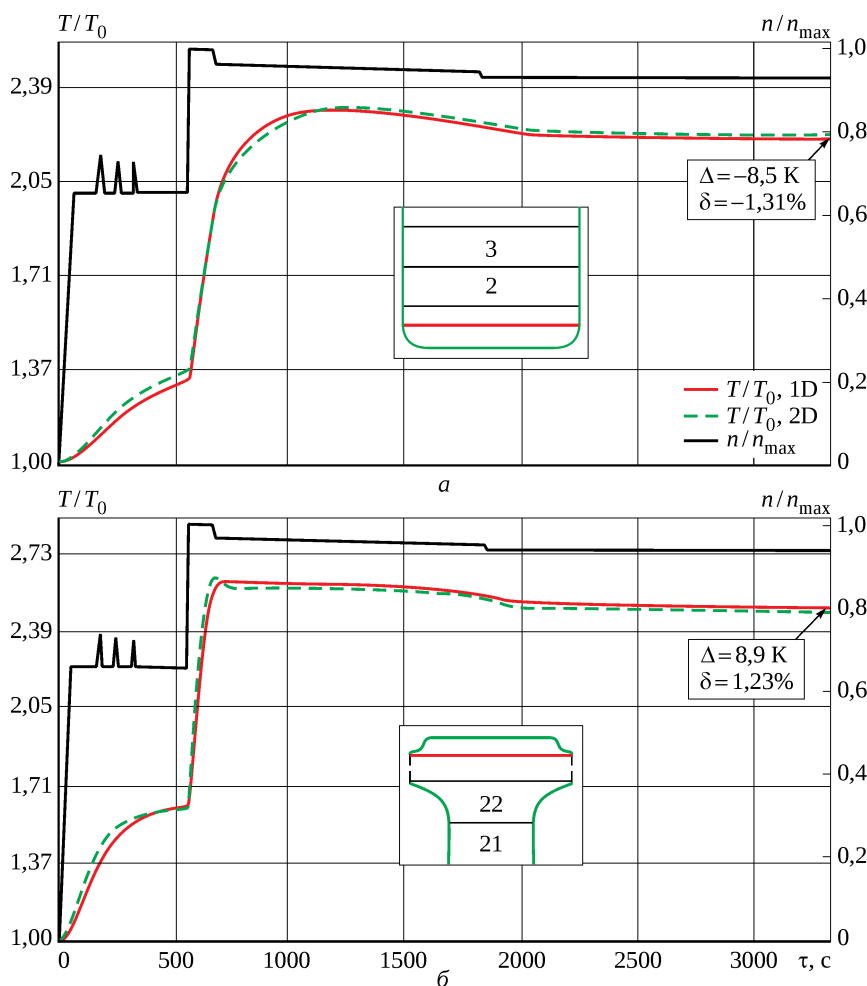 T/T₀ n/nₘₐₓ
1,0
2,39
0,8
Δ=–8,5 K
δ=–1,31%
2,05
0,6
3
1,71
2
0,4
1,37
0,2
T/T₀, 1D
T/T₀, 2D
n/nₘₐₓ
1,00 0
а
T/T₀ n/nₘₐₓ
1,0
2,73
2,39
0,8
Δ=8,9 K
δ=1,23%
2,05
0,6
1,71
0,4
22
21
1,37
0,2
1,00 0
0 500 1000 1500 2000 2500 3000 τ, с
б